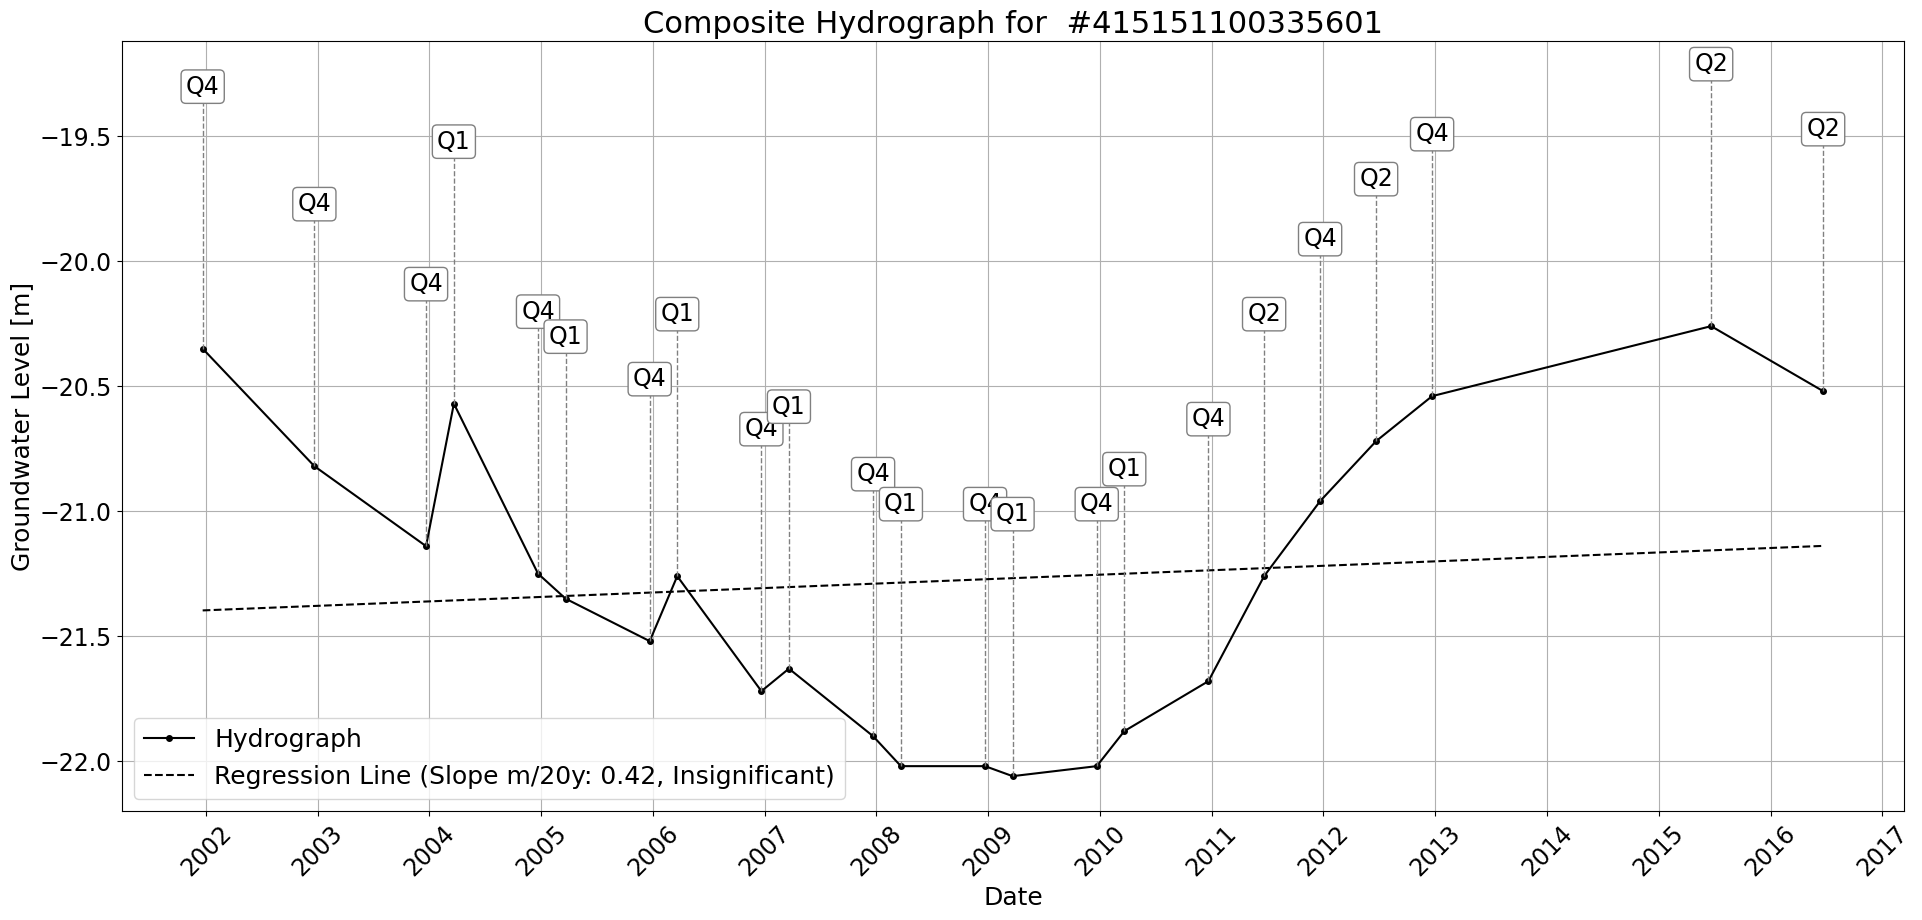 Composite Hydrograph for  #415151100335601
Q4
Q4
Q4
Q1
Q4
Q1
Q4
Q1
Q4
Q1
Q4
Q1
Q4
Q1
Q4
Q1
Q4
Q2
Q4
Q2
Q4
Q2
Q2
Groundwater Level [m]
−19.5
−20.0
−20.5
−21.0
−21.5
−22.0
Hydrograph
Regression Line (Slope m/20y: 0.42, Insignificant)
2002
2003
2004
2005
2006
2007
2008
2009
2010
2011
2012
2013
2014
2015
2016
2017
Date